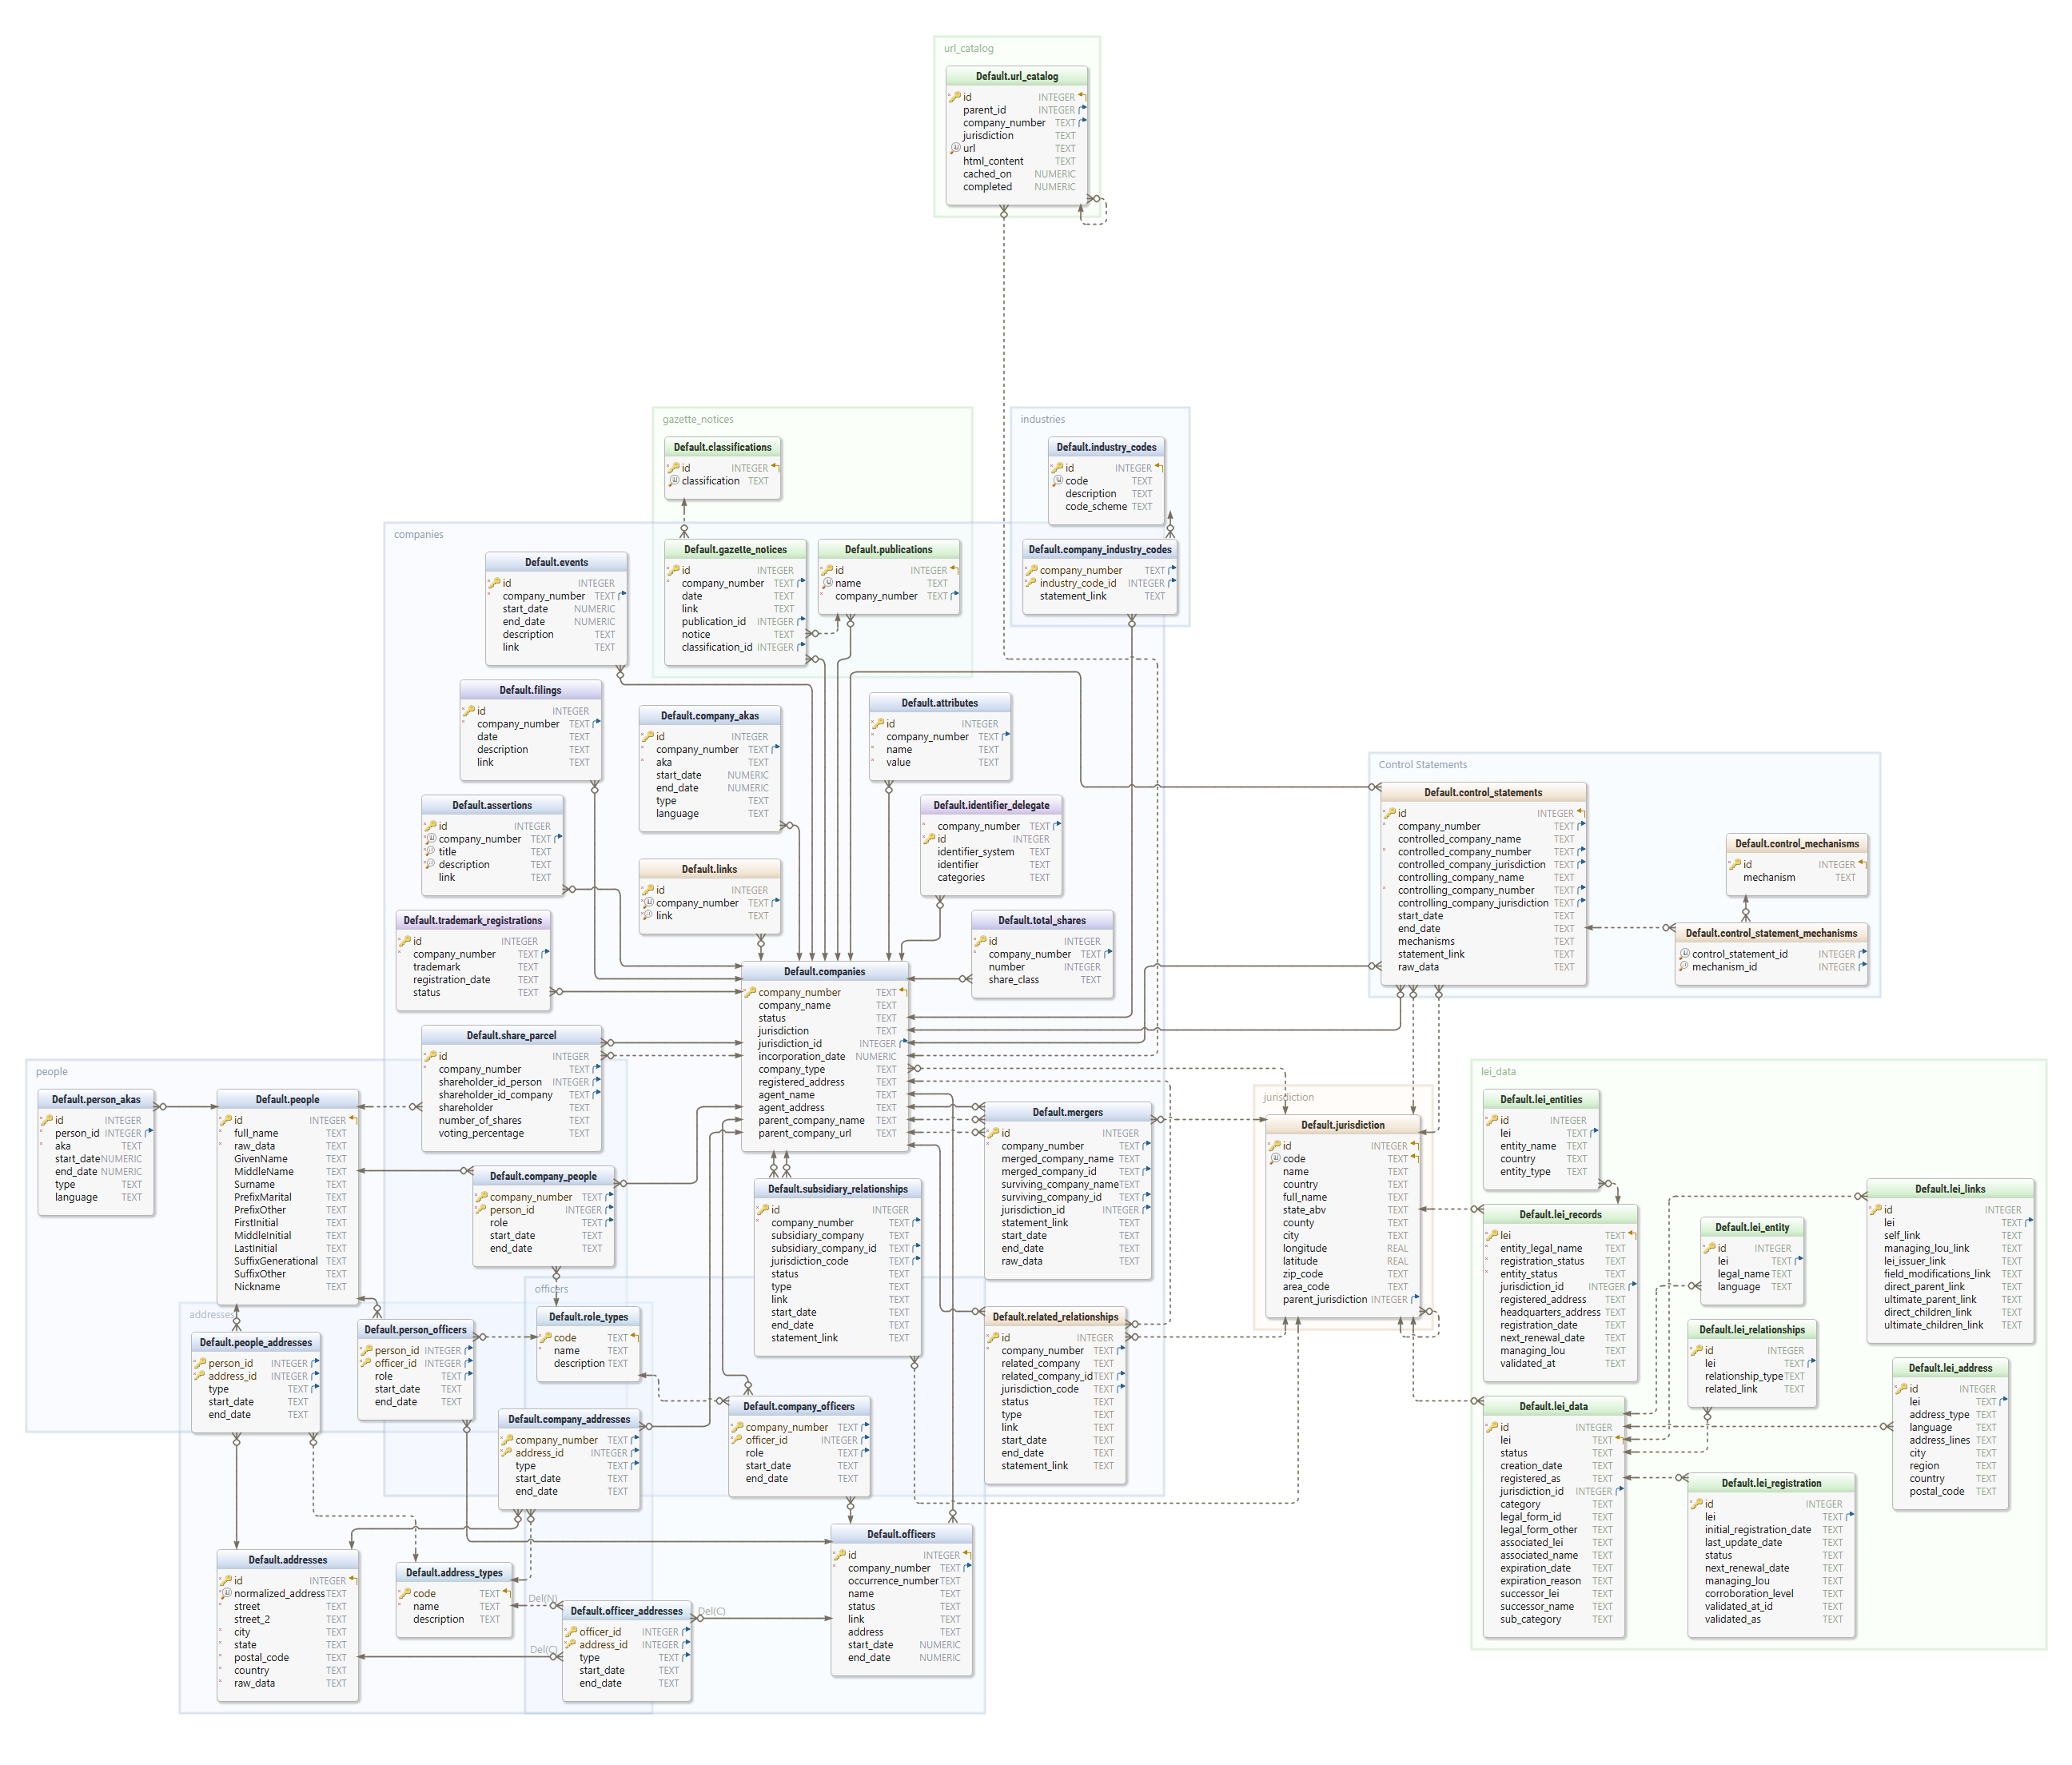 url_catalog
Default.url_catalog
id INTEGER
parent_id INTEGER
company_number TEXT
jurisdiction TEXT
url TEXT
html_content TEXT
cached_on NUMERIC
completed NUMERIC
gazette_notices
Default.classifications
id INTEGER
classification TEXT
industries
Default.industry_codes
id INTEGER
code TEXT
description TEXT
code_scheme TEXT
companies
Default.events
id INTEGER
company_number TEXT
start_date NUMERIC
end_date NUMERIC
description TEXT
link TEXT
Default.gazette_notices
id INTEGER
company_number TEXT
date TEXT
link TEXT
publication_id INTEGER
notice TEXT
classification_id INTEGER
Default.publications
id INTEGER
name TEXT
company_number TEXT
Default.company_industry_codes
company_number TEXT
industry_code_id INTEGER
statement_link TEXT
Default.filings
id INTEGER
company_number TEXT
date TEXT
description TEXT
link TEXT
Default.company_akas
id INTEGER
company_number TEXT
aka TEXT
start_date NUMERIC
end_date NUMERIC
type TEXT
language TEXT
Default.attributes
id INTEGER
company_number TEXT
name TEXT
value TEXT
Default.assertions
id INTEGER
company_number TEXT
title TEXT
description TEXT
link TEXT
Default.links
id INTEGER
company_number TEXT
link TEXT
Default.identifier_delegate
company_number TEXT
id INTEGER
identifier_system TEXT
identifier TEXT
categories TEXT
Default.trademark_registrations
id INTEGER
company_number TEXT
trademark TEXT
registration_date TEXT
status TEXT
Default.total_shares
id INTEGER
company_number TEXT
number INTEGER
share_class TEXT
Default.companies
company_number TEXT
company_name TEXT
status TEXT
jurisdiction TEXT
jurisdiction_id INTEGER
incorporation_date NUMERIC
company_type TEXT
registered_address TEXT
agent_name TEXT
agent_address TEXT
parent_company_name TEXT
parent_company_url TEXT
Control Statements
Default.control_statements
id INTEGER
company_number TEXT
controlled_company_name TEXT
controlled_company_number TEXT
controlled_company_jurisdiction TEXT
controlling_company_name TEXT
controlling_company_number TEXT
controlling_company_jurisdiction TEXT
start_date TEXT
end_date TEXT
mechanisms TEXT
statement_link TEXT
raw_data TEXT
Default.control_mechanisms
id INTEGER
mechanism TEXT
Default.control_statement_mechanisms
control_statement_id INTEGER
mechanism_id INTEGER
Default.share_parcel
id INTEGER
company_number TEXT
shareholder_id_person INTEGER
shareholder_id_company TEXT
shareholder TEXT
number_of_shares TEXT
voting_percentage TEXT
people
Default.person_akas
id INTEGER
person_id INTEGER
aka TEXT
start_date NUMERIC
end_date NUMERIC
type TEXT
language TEXT
Default.people
id INTEGER
full_name TEXT
raw_data TEXT
GivenName TEXT
MiddleName TEXT
Surname TEXT
PrefixMarital TEXT
PrefixOther TEXT
FirstInitial TEXT
MiddleInitial TEXT
LastInitial TEXT
SuffixGenerational TEXT
SuffixOther TEXT
Nickname TEXT
Default.company_people
company_number TEXT
person_id INTEGER
role TEXT
start_date TEXT
end_date TEXT
Default.mergers
id INTEGER
company_number TEXT
merged_company_name TEXT
merged_company_id TEXT
surviving_company_name TEXT
surviving_company_id TEXT
jurisdiction_id INTEGER
statement_link TEXT
start_date TEXT
end_date TEXT
raw_data TEXT
Default.subsidiary_relationships
id INTEGER
company_number TEXT
subsidiary_company TEXT
subsidiary_company_id TEXT
jurisdiction_code TEXT
status TEXT
type TEXT
link TEXT
start_date TEXT
end_date TEXT
statement_link TEXT
jurisdiction
Default.jurisdiction
id INTEGER
code TEXT
name TEXT
country TEXT
full_name TEXT
state_abv TEXT
county TEXT
city TEXT
longitude REAL
latitude REAL
zip_code TEXT
area_code TEXT
parent_jurisdiction INTEGER
lei_data
Default.lei_entities
id INTEGER
lei TEXT
entity_name TEXT
country TEXT
entity_type TEXT
Default.lei_records
lei TEXT
entity_legal_name TEXT
registration_status TEXT
entity_status TEXT
jurisdiction_id INTEGER
registered_address TEXT
headquarters_address TEXT
registration_date TEXT
next_renewal_date TEXT
managing_lou TEXT
validated_at TEXT
Default.lei_entity
id INTEGER
lei TEXT
legal_name TEXT
language TEXT
Default.lei_links
id INTEGER
lei TEXT
self_link TEXT
managing_lou_link TEXT
lei_issuer_link TEXT
field_modifications_link TEXT
direct_parent_link TEXT
ultimate_parent_link TEXT
direct_children_link TEXT
ultimate_children_link TEXT
Default.lei_relationships
id INTEGER
lei TEXT
relationship_type TEXT
related_link TEXT
Default.lei_address
id INTEGER
lei TEXT
address_type TEXT
language TEXT
address_lines TEXT
city TEXT
region TEXT
country TEXT
postal_code TEXT
Default.lei_data
id INTEGER
lei TEXT
status TEXT
creation_date TEXT
registered_as TEXT
jurisdiction_id INTEGER
category TEXT
legal_form_id TEXT
legal_form_other TEXT
associated_lei TEXT
associated_name TEXT
expiration_date TEXT
expiration_reason TEXT
successor_lei TEXT
successor_name TEXT
sub_category TEXT
Default.lei_registration
id INTEGER
lei TEXT
initial_registration_date TEXT
last_update_date TEXT
status TEXT
next_renewal_date TEXT
managing_lou TEXT
corroboration_level TEXT
validated_at_id TEXT
validated_as TEXT
officers
Default.role_types
code TEXT
name TEXT
description TEXT
Default.related_relationships
id INTEGER
company_number TEXT
related_company TEXT
related_company_id TEXT
jurisdiction_code TEXT
status TEXT
type TEXT
link TEXT
start_date TEXT
end_date TEXT
statement_link TEXT
addresses
Default.people_addresses
person_id INTEGER
address_id INTEGER
type TEXT
start_date TEXT
end_date TEXT
Default.person_officers
person_id INTEGER
officer_id INTEGER
role TEXT
start_date TEXT
end_date TEXT
Default.company_addresses
company_number TEXT
address_id INTEGER
type TEXT
start_date TEXT
end_date TEXT
Default.company_officers
company_number TEXT
officer_id INTEGER
role TEXT
start_date TEXT
end_date TEXT
Default.addresses
id INTEGER
normalized_address TEXT
street TEXT
street_2 TEXT
city TEXT
state TEXT
postal_code TEXT
country TEXT
raw_data TEXT
Default.address_types
code TEXT
name TEXT
description TEXT
Del(N)
Del(C)
Del(C)
Default.officer_addresses
officer_id INTEGER
address_id INTEGER
type TEXT
start_date TEXT
end_date TEXT
Default.officers
id INTEGER
company_number TEXT
occurrence_number TEXT
name TEXT
status TEXT
link TEXT
address TEXT
start_date NUMERIC
end_date NUMERIC